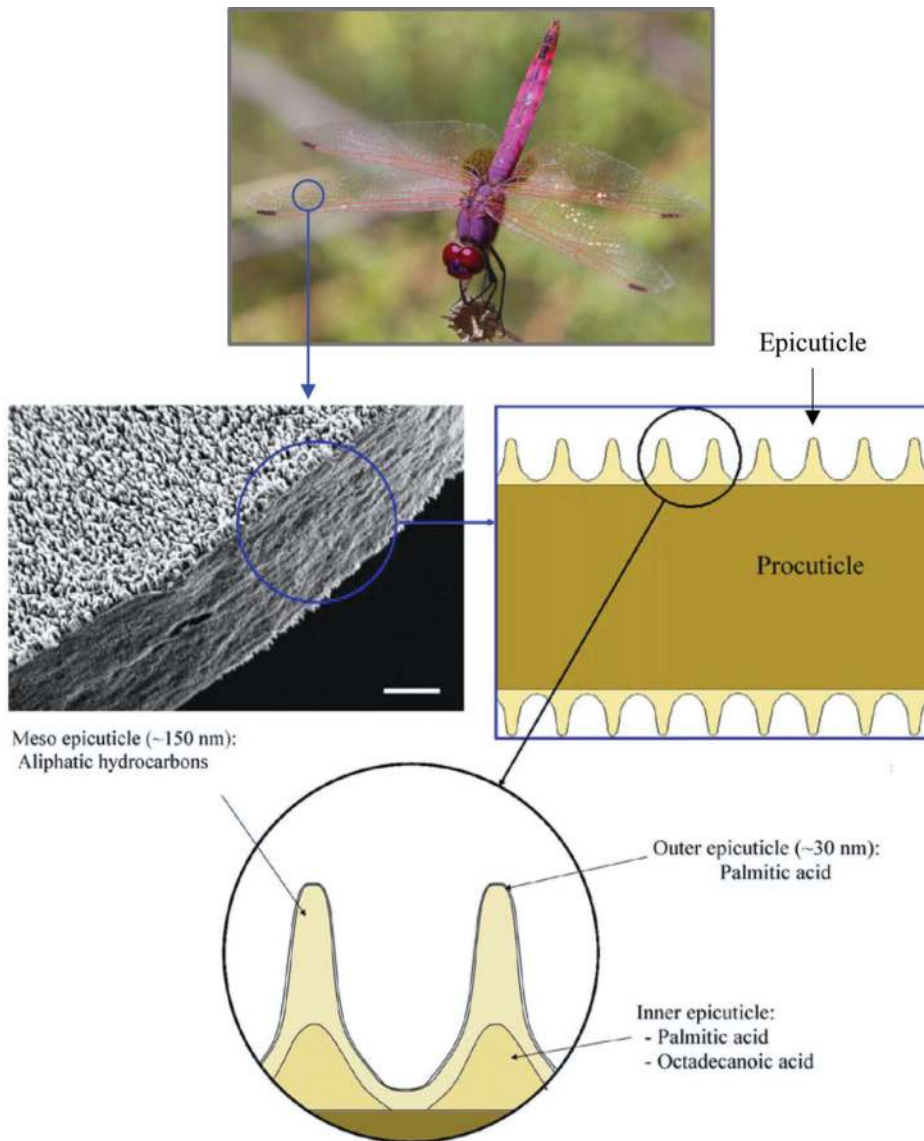 Epicuticle
Procuticle
Meso epicuticle (~150 nm):
Aliphatic hydrocarbons
Outer epicuticle (~30 nm):
Palmitic acid
Inner epicuticle:
- Palmitic acid
- Octadecanoic acid